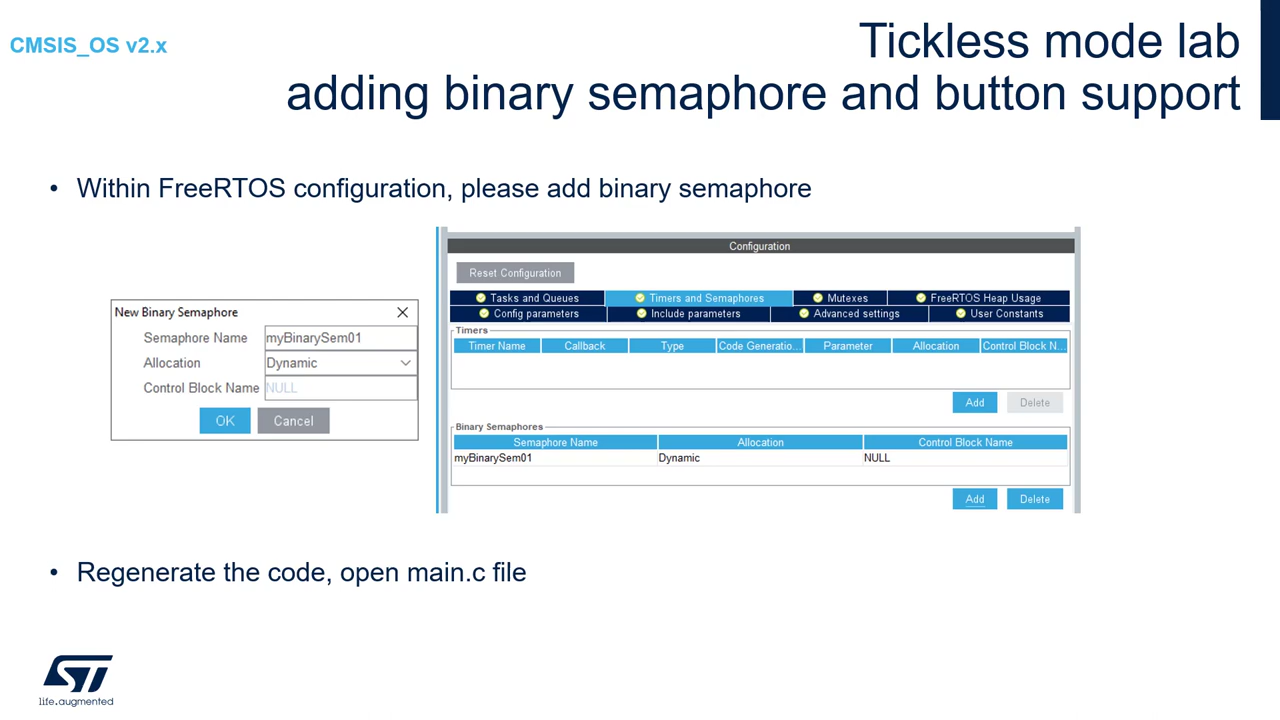 CMSIS_OS v2.x
Tickless mode lab
adding binary semaphore and button support
• Within FreeRTOS configuration, please add binary semaphore
New Binary Semaphore
Semaphore Name myBinarySem01
Allocation Dynamic
Control Block Name NULL
OK Cancel
Configuration
Reset Configuration
Tasks and Queues Timers and Semaphores Mutexes FreeRTOS Heap Usage
Config parameters Include parameters Advanced settings User Constants
Timers
Timer Name Callback Type Code Generatio... Parameter Allocation Control Block N...
Add Delete
Binary Semaphores
Semaphore Name Allocation Control Block Name
myBinarySem01 Dynamic NULL
Add Delete
• Regenerate the code, open main.c file
ST
life.augmented